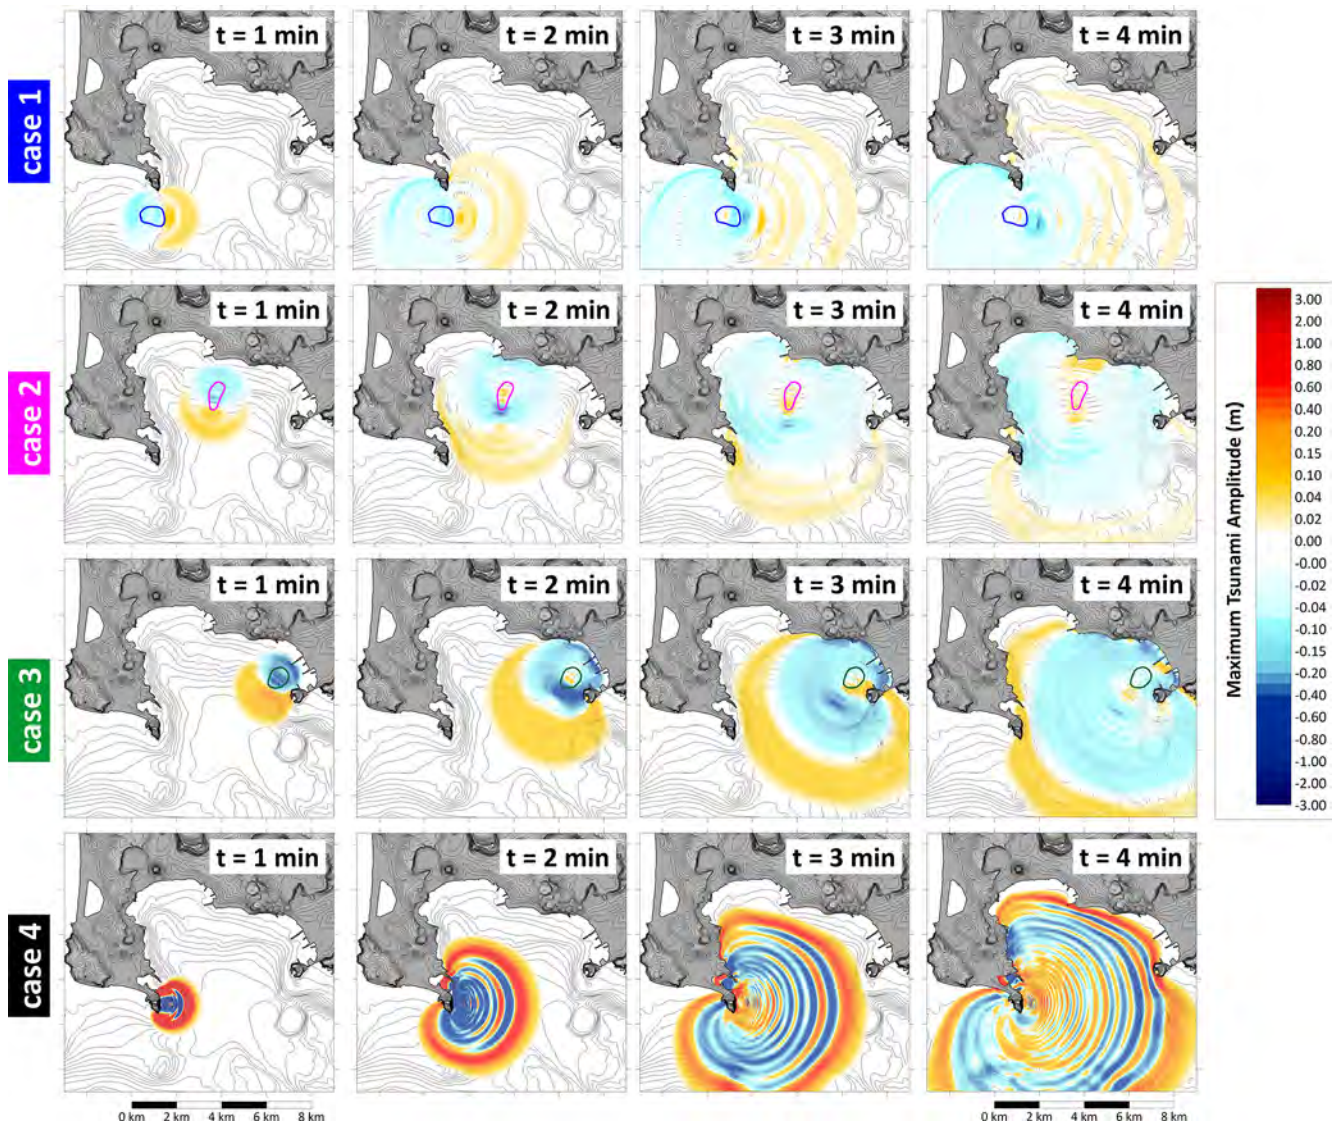 case 1
t = 1 min
t = 2 min
t = 3 min
t = 4 min
case 2
t = 1 min
t = 2 min
t = 3 min
t = 4 min
case 3
t = 1 min
t = 2 min
t = 3 min
t = 4 min
case 4
t = 1 min
t = 2 min
t = 3 min
t = 4 min
Maximum Tsunami Amplitude (m)
3.00
2.00
1.00
0.80
0.60
0.40
0.20
0.15
0.04
0.02
0.00
-0.00
-0.02
-0.04
-0.15
-0.20
-0.40
-0.60
-0.80
-1.00
-2.00
-3.00
0 km 2 km 4 km 6 km 8 km
0 km 2 km 4 km 6 km 8 km